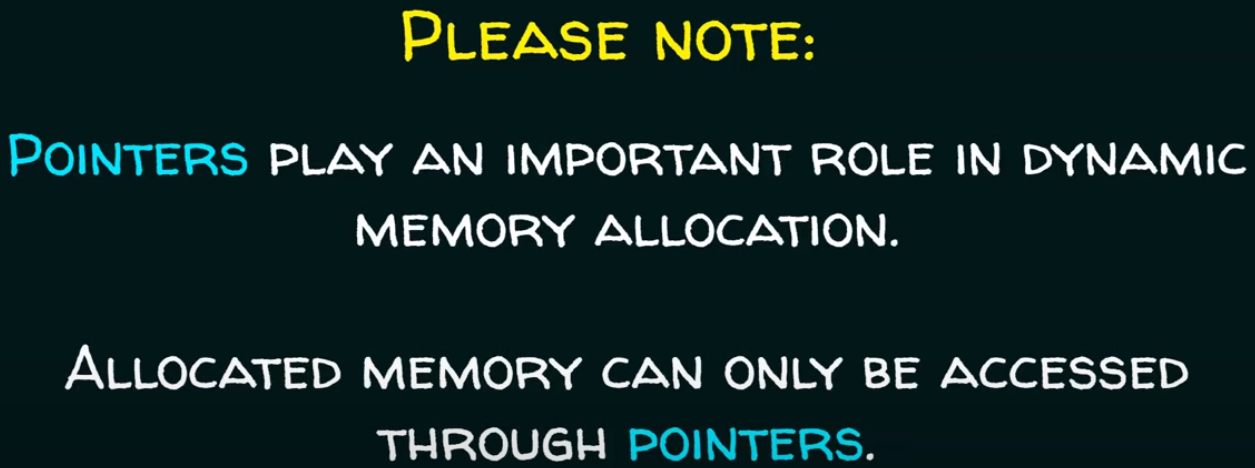 PLEASE NOTE:
POINTERS PLAY AN IMPORTANT ROLE IN DYNAMIC
MEMORY ALLOCATION.
ALLOCATED MEMORY CAN ONLY BE ACCESSED
THROUGH POINTERS.